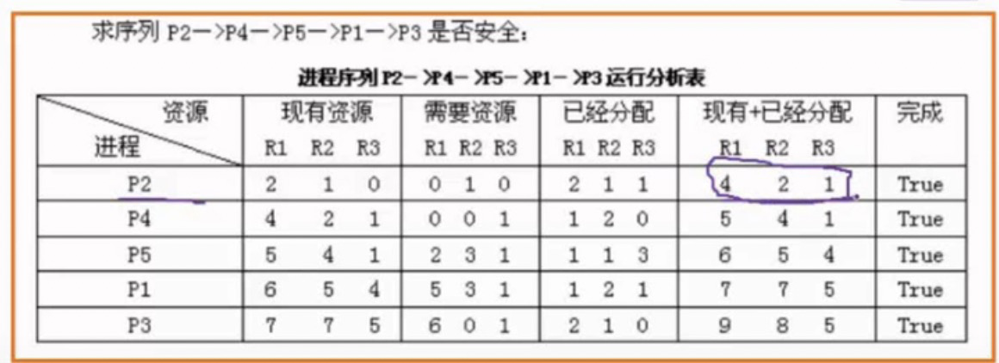 求序列 P2一>P4一>P5一>P1一>P3 是否安全：
进程序列 P2－>P4－>P5－>P1－>P3 运行分析表
资源 现有资源 需要资源 已经分配 现有+已经分配 完成
进程 R1 R2 R3 R1 R2 R3 R1 R2 R3 R1 R2 R3
P2 2 1 0 0 1 0 2 1 1 4 2 1 True
P4 4 2 1 0 0 1 1 2 0 5 4 1 True
P5 5 4 1 2 3 1 1 1 3 6 5 4 True
P1 6 5 4 5 3 1 1 2 1 7 7 5 True
P3 7 7 5 6 0 1 2 1 0 9 8 5 True